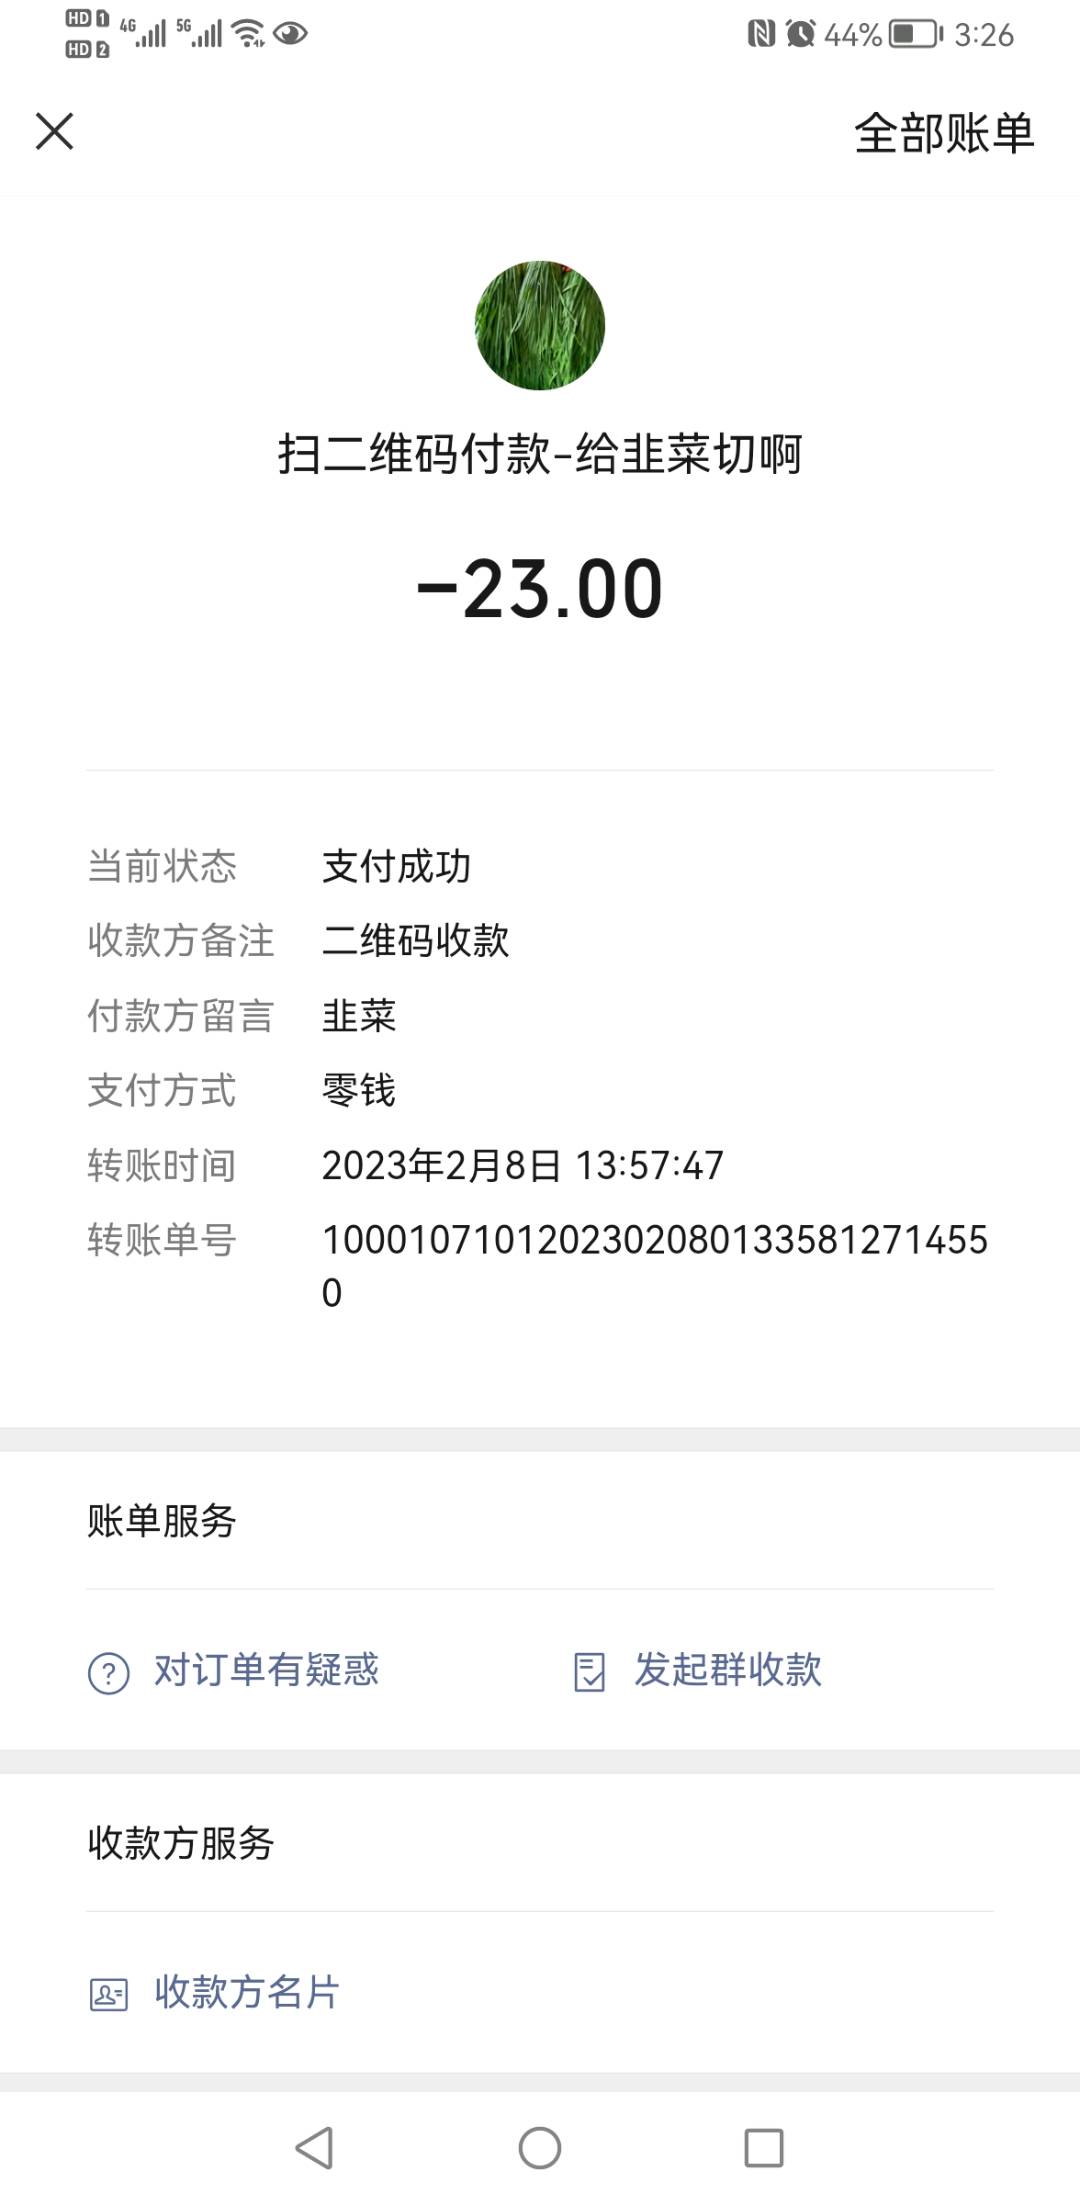 HD 1 4G 5G 44% 3:26
HD 2
全部账单
扫二维码付款-给韭菜切啊
-23.00
当前状态 支付成功
收款方备注 二维码收款
付款方留言 韭菜
支付方式 零钱
转账时间 2023年2月8日 13:57:47
转账单号 1000107101202302080133581271455
0
账单服务
对订单有疑惑 发起群收款
收款方服务
收款方名片